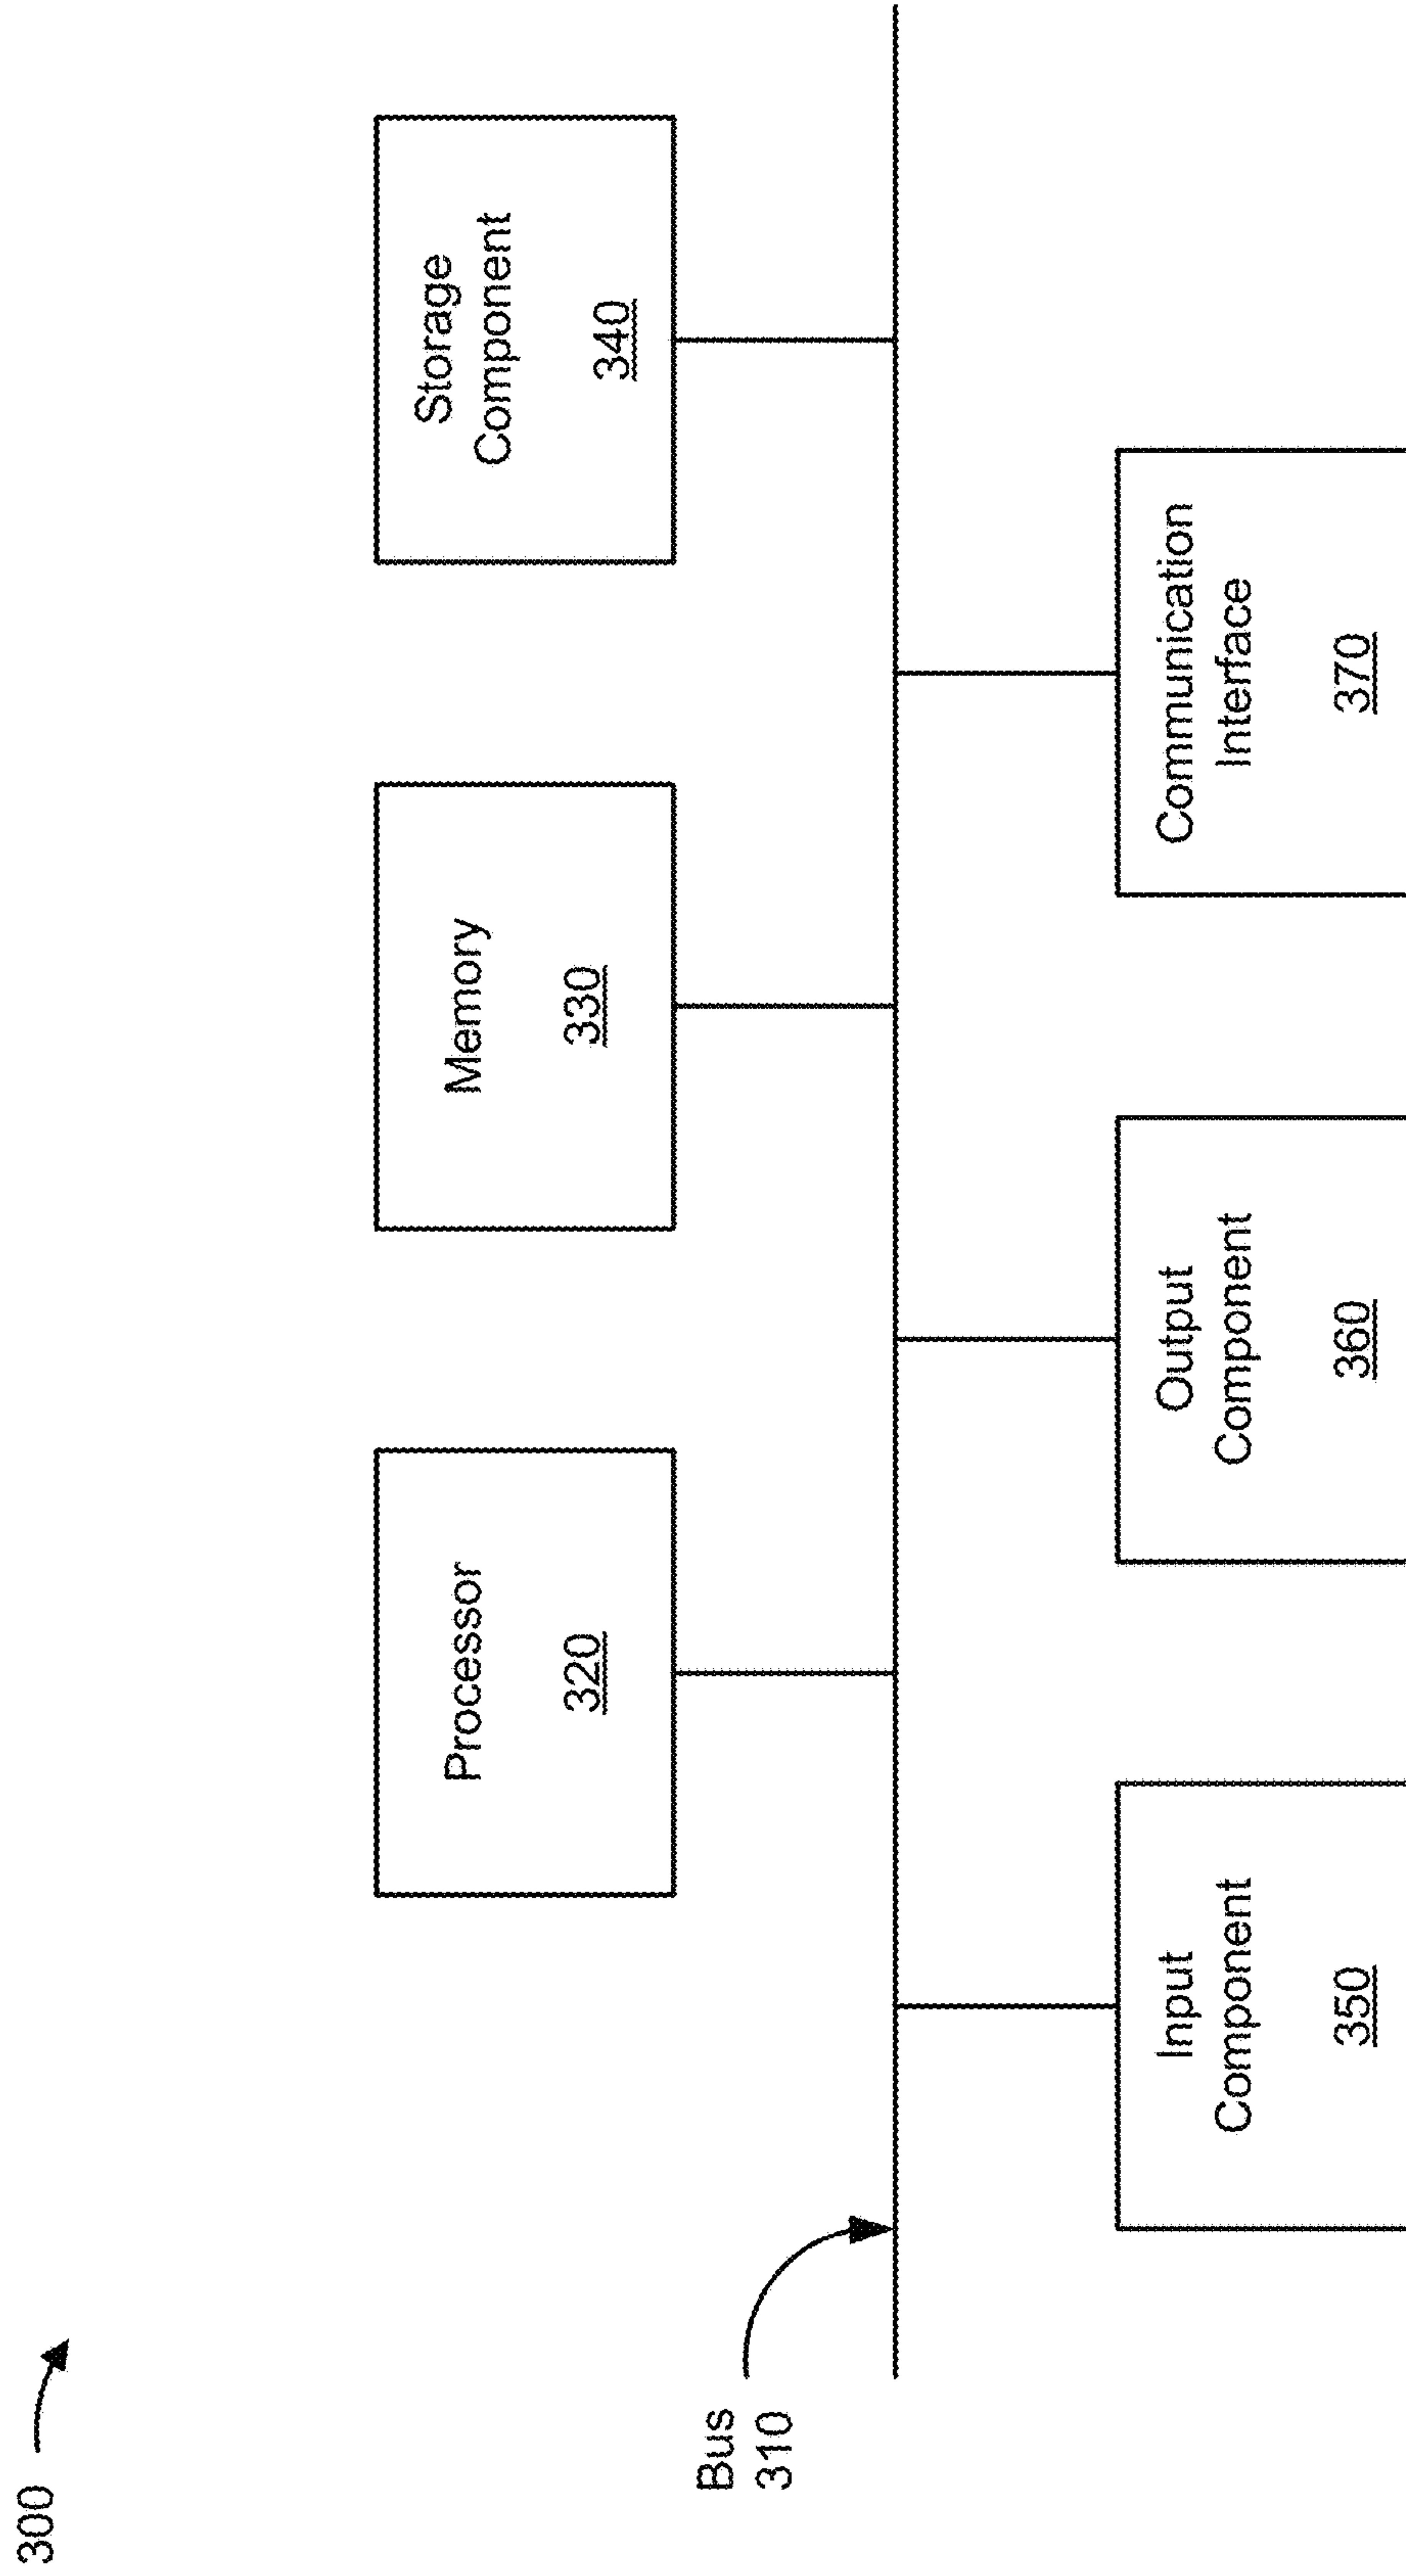 300
Processor
320
Memory
330
Storage
Component
340
Bus
310
Input
Component
350
Output
Component
360
Communication
Interface
370